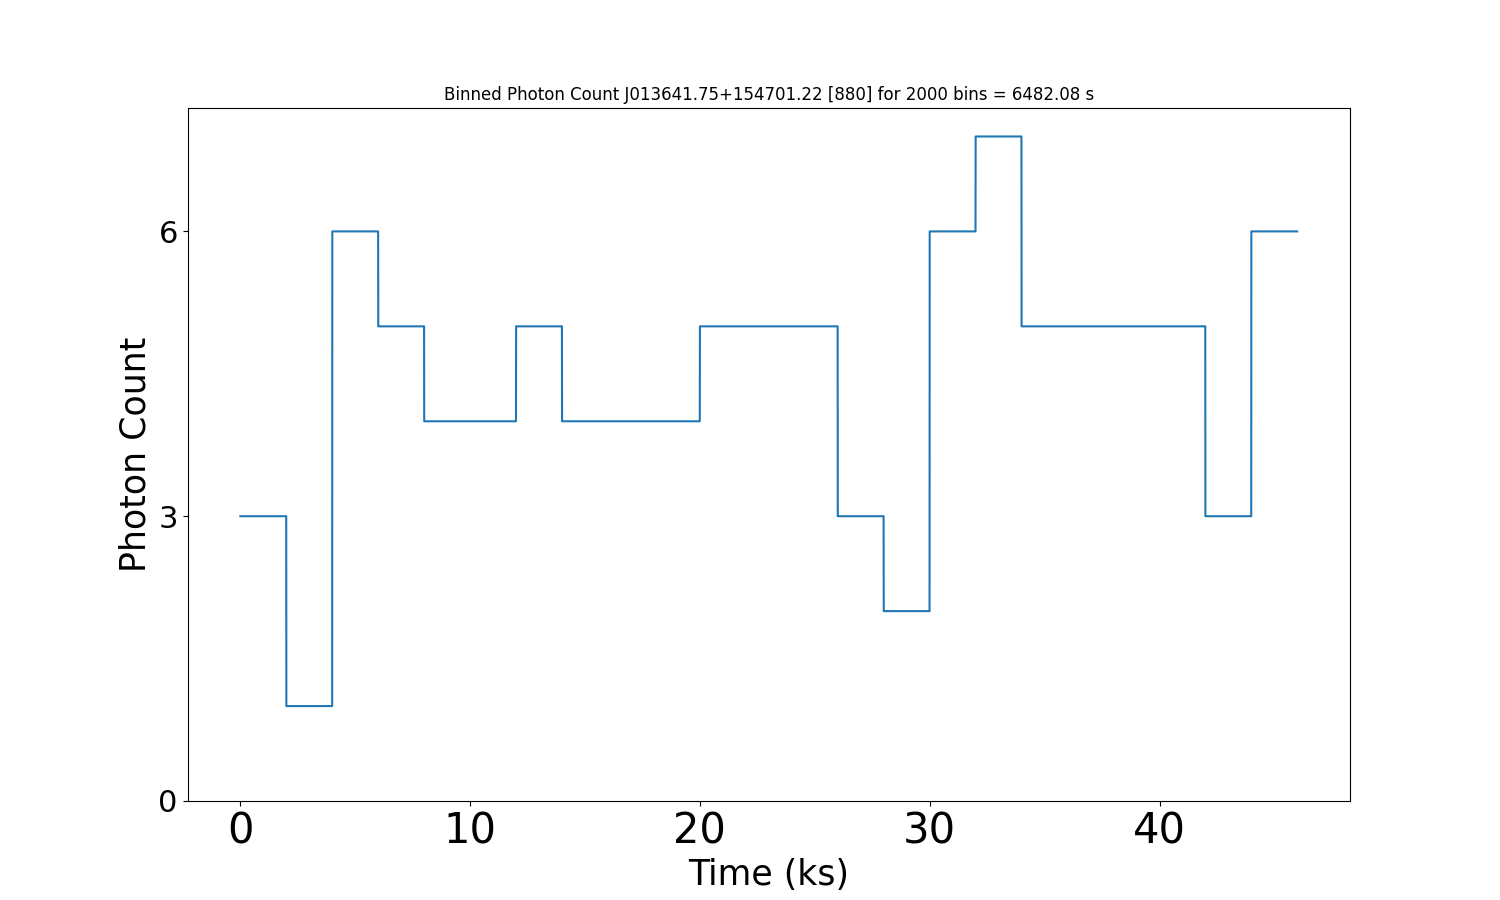 Binned Photon Count J013641.75+154701.22 [880] for 2000 bins = 6482.08 s
6
3
0
Photon Count
0 10 20 30 40
Time (ks)